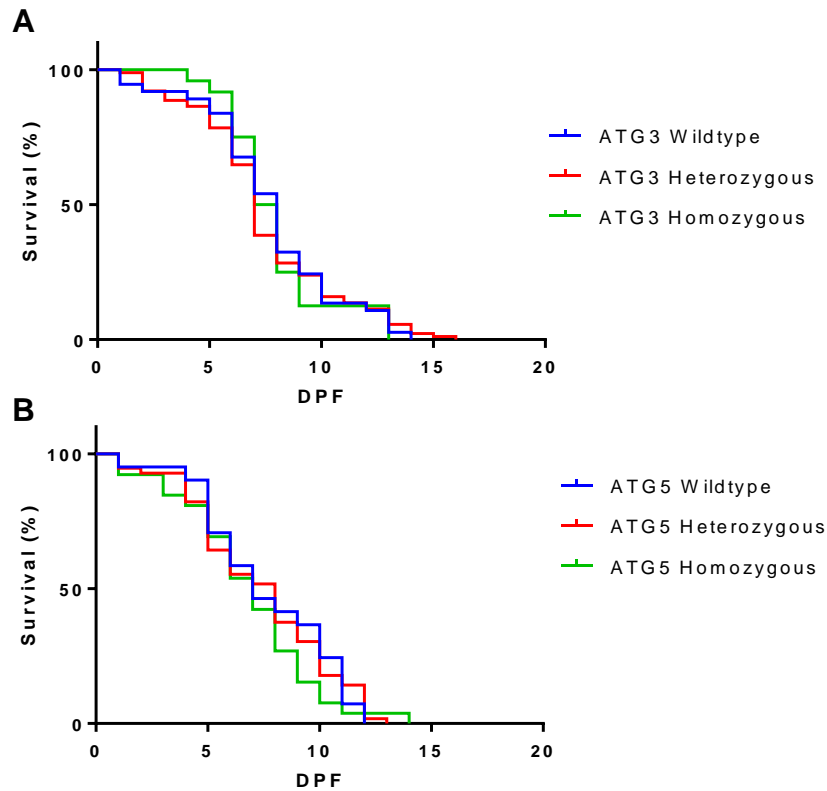 A
100
50
0
Survival (%)
0 5 10 15 20
DPF
ATG3 Wildtype
ATG3 Heterozygous
ATG3 Homozygous
B
100
50
0
Survival (%)
0 5 10 15 20
DPF
ATG5 Wildtype
ATG5 Heterozygous
ATG5 Homozygous